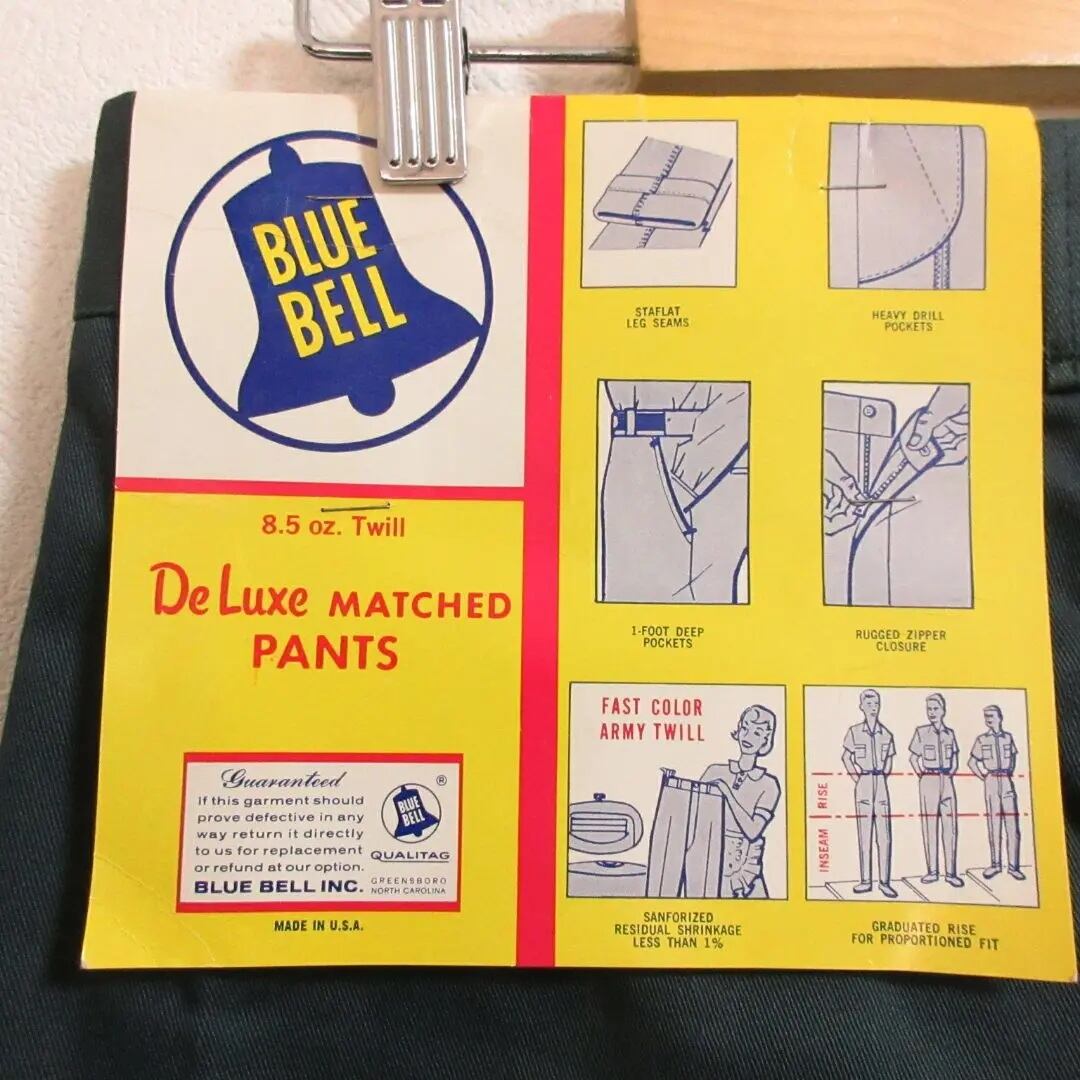 BLUE
BELL
8.5 oz. Twill
De Luxe MATCHED
PANTS
Guaranteed
If this garment should
prove defective in any
way return it directly
to us for replacement
or refund at our option.
BLUE BELL INC.
®
BLUE
BELL
QUALITAG
GREENSBORO
NORTH CAROLINA
MADE IN U.S.A.
STAFLAT
LEG SEAMS
HEAVY DRILL
POCKETS
1-FOOT DEEP
POCKETS
RUGGED ZIPPER
CLOSURE
FAST COLOR
ARMY TWILL
SANFORIZED
RESIDUAL SHRINKAGE
LESS THAN 1%
RISE
INSEAM
GRADUATED RISE
FOR PROPORTIONED FIT